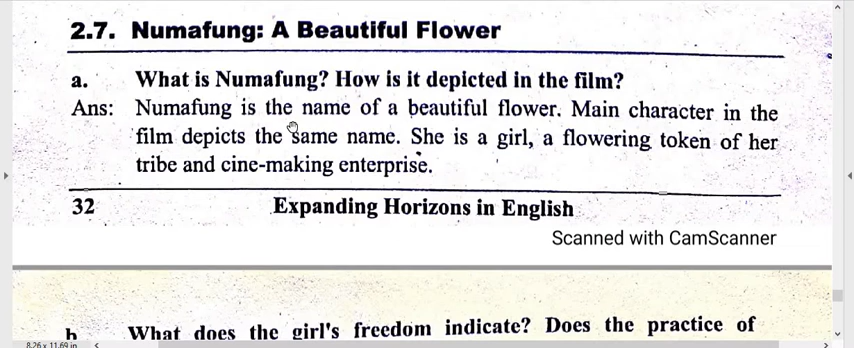 2.7. Numafung: A Beautiful Flower
a. What is Numafung? How is it depicted in the film?
Ans: Numafung is the name of a beautiful flower. Main character in the
film depicts the same name. She is a girl, a flowering token of her
tribe and cine-making enterprise.
32 Expanding Horizons in English
Scanned with CamScanner
b What does the girl's freedom indicate? Does the practice of
8.26 x 11.69 in